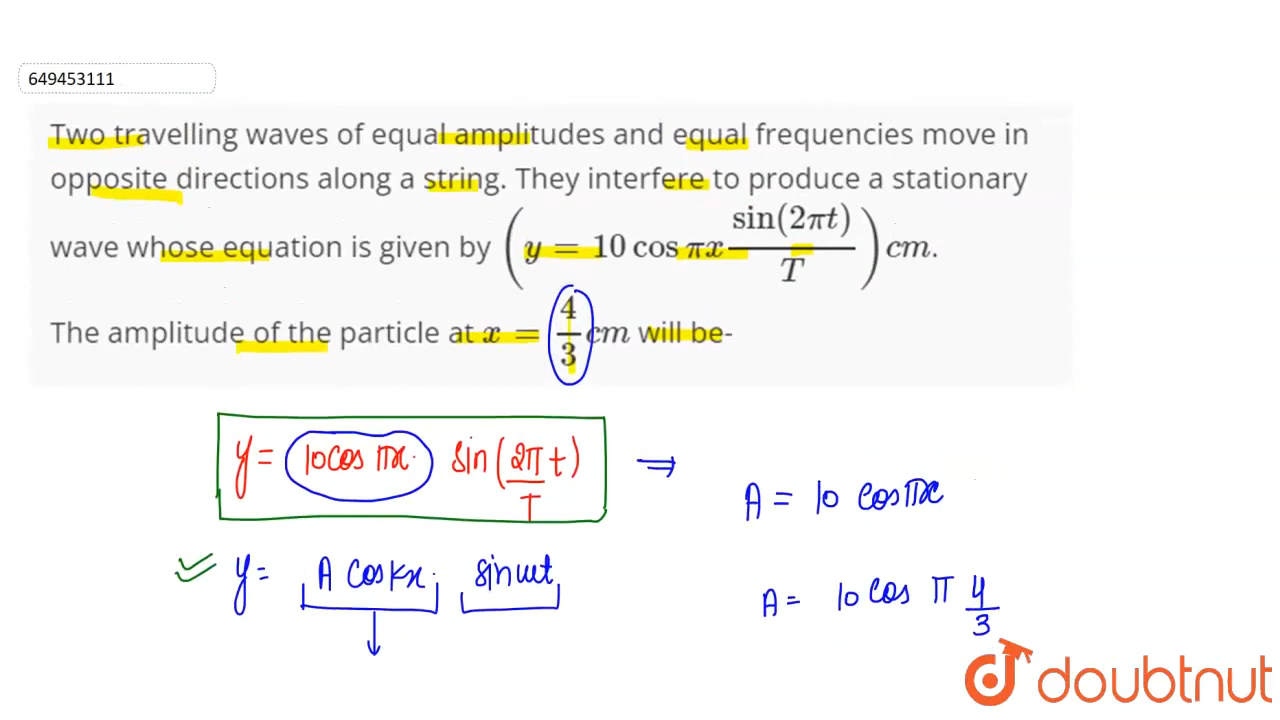 649453111
Two travelling waves of equal amplitudes and equal frequencies move in
opposite directions along a string. They interfere to produce a stationary
wave whose equation is given by (y = 10 cos πx sin(2πt)/T) cm.
The amplitude of the particle at x = 4/3 cm will be-
y = 10 cos πx. sin(2π/T t) ⇒
A = 10 cos πx
y = A cos kx. sin ωt
A = 10 cos π 4/3
doubtnut